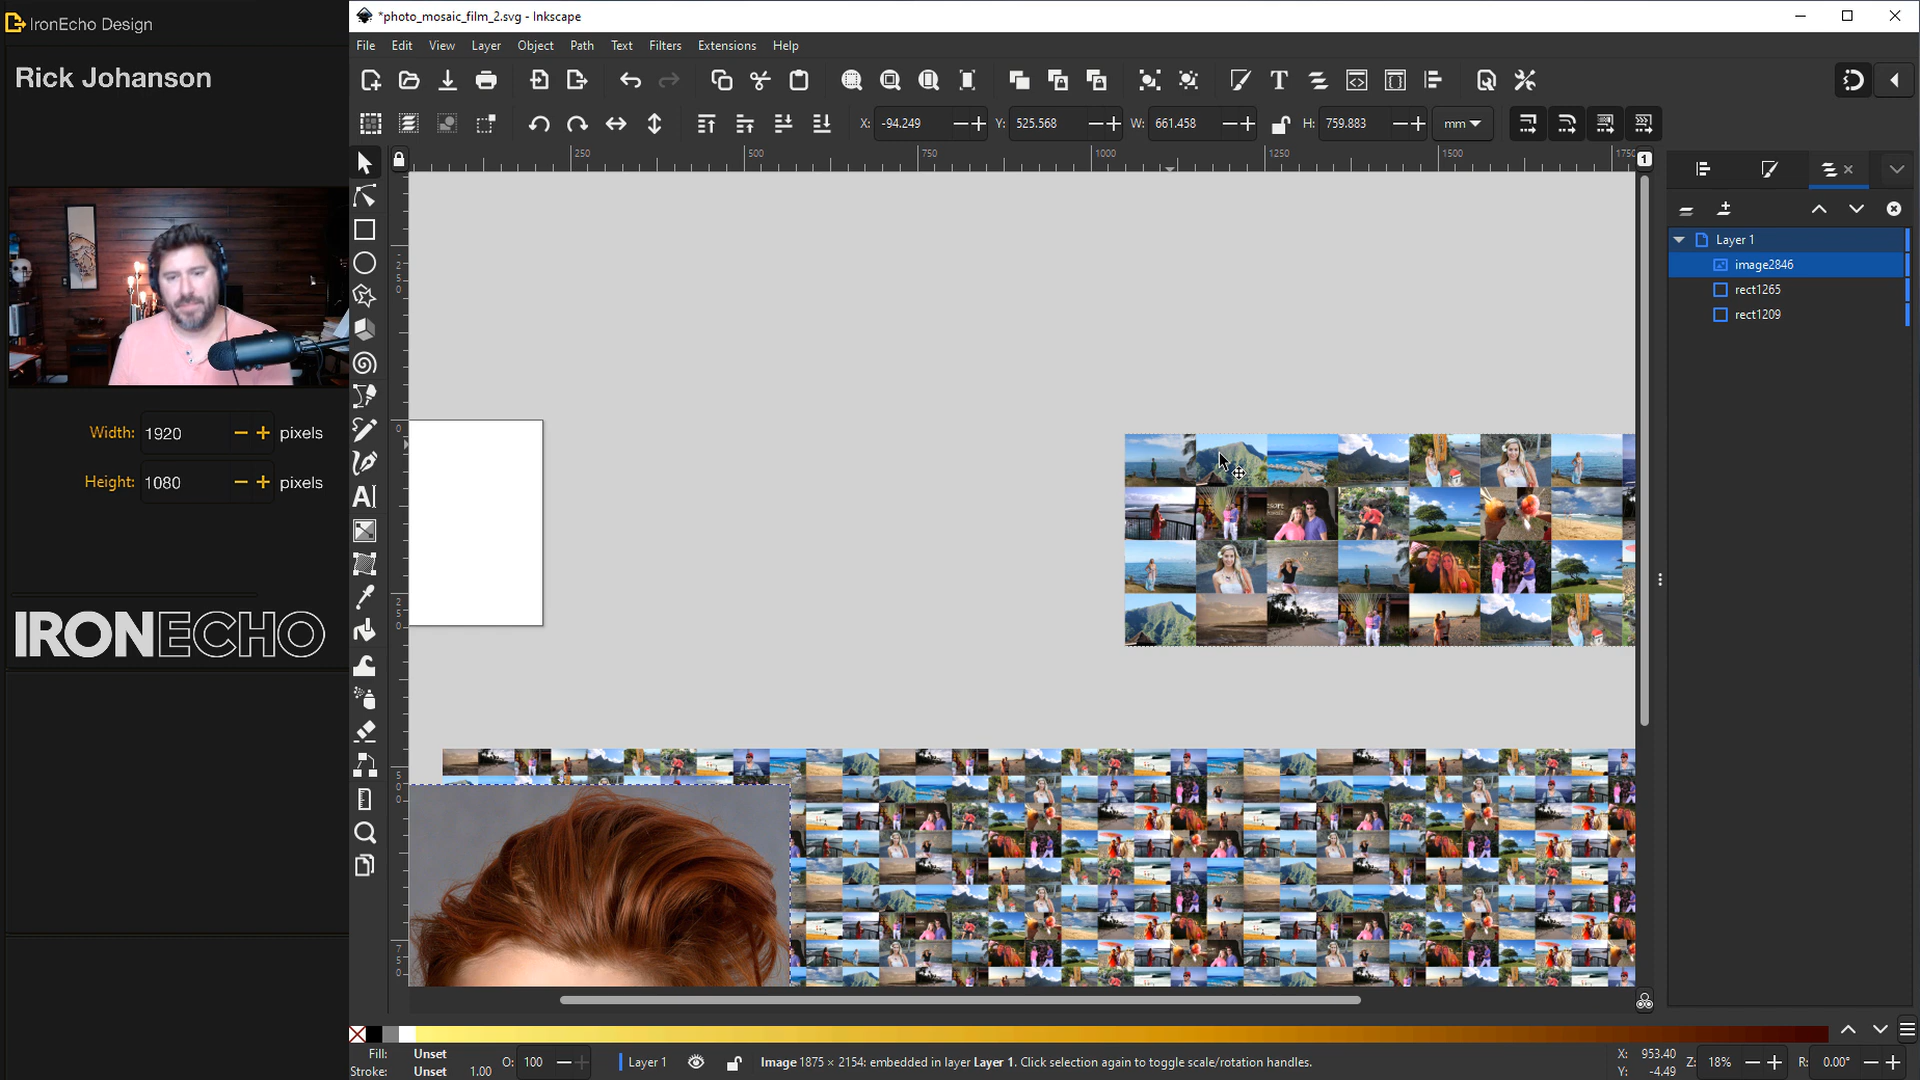 IronEcho Design
Rick Johanson
Width: 1920 pixels
Height: 1080 pixels
IRONECHO
*photo_mosaic_film_2.svg - Inkscape
File Edit View Layer Object Path Text Filters Extensions Help
X: -94.249 Y: 525.568 W: 661.458 H: 759.883 mm
250 500 750 1000 1250 1500 1750
1
Layer 1
image2846
rect1265
rect1209
Fill: Unset
Stroke: Unset 1.00
O: 100
Layer 1
Image 1875 × 2154: embedded in layer Layer 1. Click selection again to toggle scale/rotation handles.
X: 953.40
Y: -4.49
Z: 18%
R: 0.00°